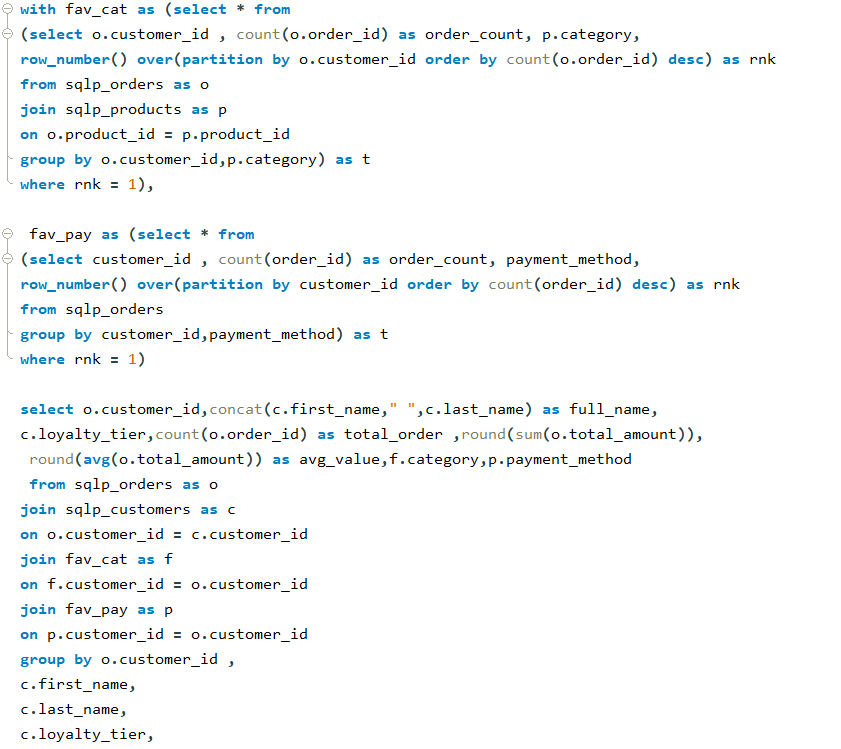 with fav_cat as (select * from
(select o.customer_id , count(o.order_id) as order_count, p.category,
row_number() over(partition by o.customer_id order by count(o.order_id) desc) as rnk
from sqlp_orders as o
join sqlp_products as p
on o.product_id = p.product_id
group by o.customer_id,p.category) as t
where rnk = 1),
fav_pay as (select * from
(select customer_id , count(order_id) as order_count, payment_method,
row_number() over(partition by customer_id order by count(order_id) desc) as rnk
from sqlp_orders
group by customer_id,payment_method) as t
where rnk = 1)
select o.customer_id,concat(c.first_name," ",c.last_name) as full_name,
c.loyalty_tier,count(o.order_id) as total_order ,round(sum(o.total_amount)),
round(avg(o.total_amount)) as avg_value,f.category,p.payment_method
from sqlp_orders as o
join sqlp_customers as c
on o.customer_id = c.customer_id
join fav_cat as f
on f.customer_id = o.customer_id
join fav_pay as p
on p.customer_id = o.customer_id
group by o.customer_id ,
c.first_name,
c.last_name,
c.loyalty_tier,